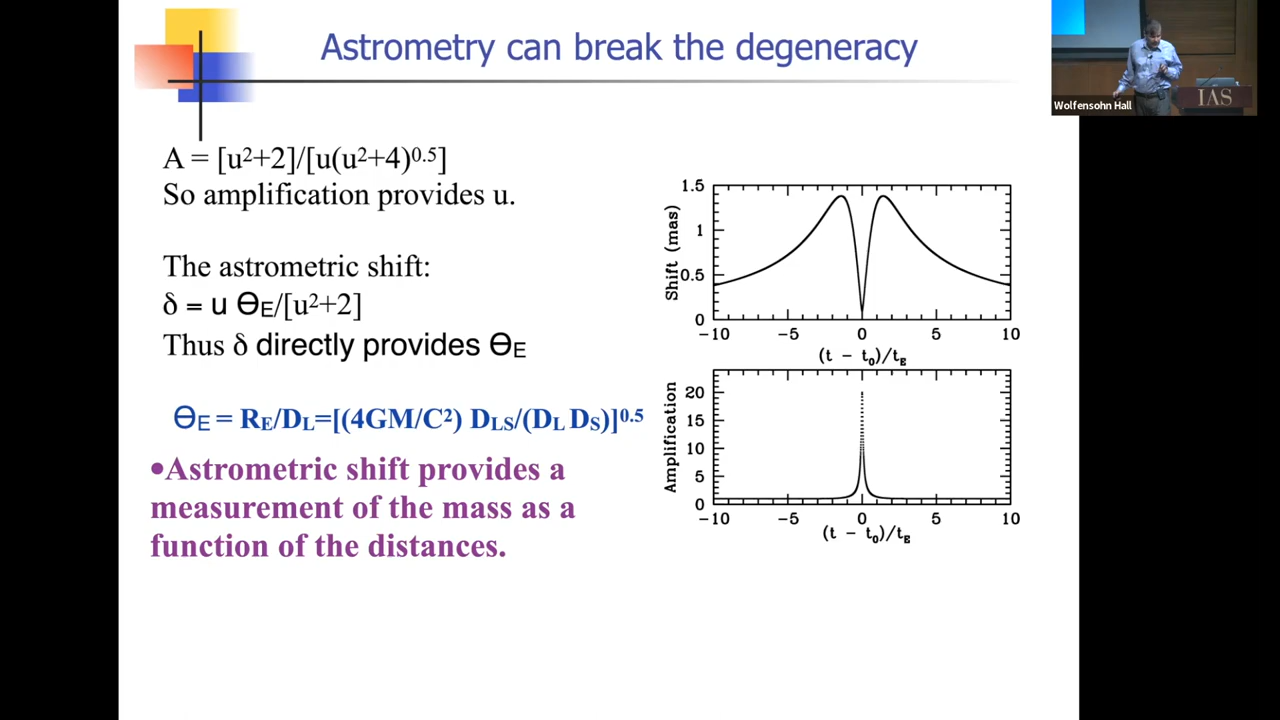 Astrometry can break the degeneracy
Wolfensohn Hall
IAS
A = [u²+2]/[u(u²+4)⁰·⁵]
So amplification provides u.
The astrometric shift:
δ = u ϴE/[u²+2]
Thus δ directly provides ϴE
ϴE = RE/DL=[(4GM/C²) DLS/(DL DS)]⁰·⁵
•Astrometric shift provides a
measurement of the mass as a
function of the distances.
Shift (mas)
1.5
1
0.5
0
−10 −5 0 5 10
(t − t₀)/tE
Amplification
20
15
10
5
0
−10 −5 0 5 10
(t − t₀)/tE